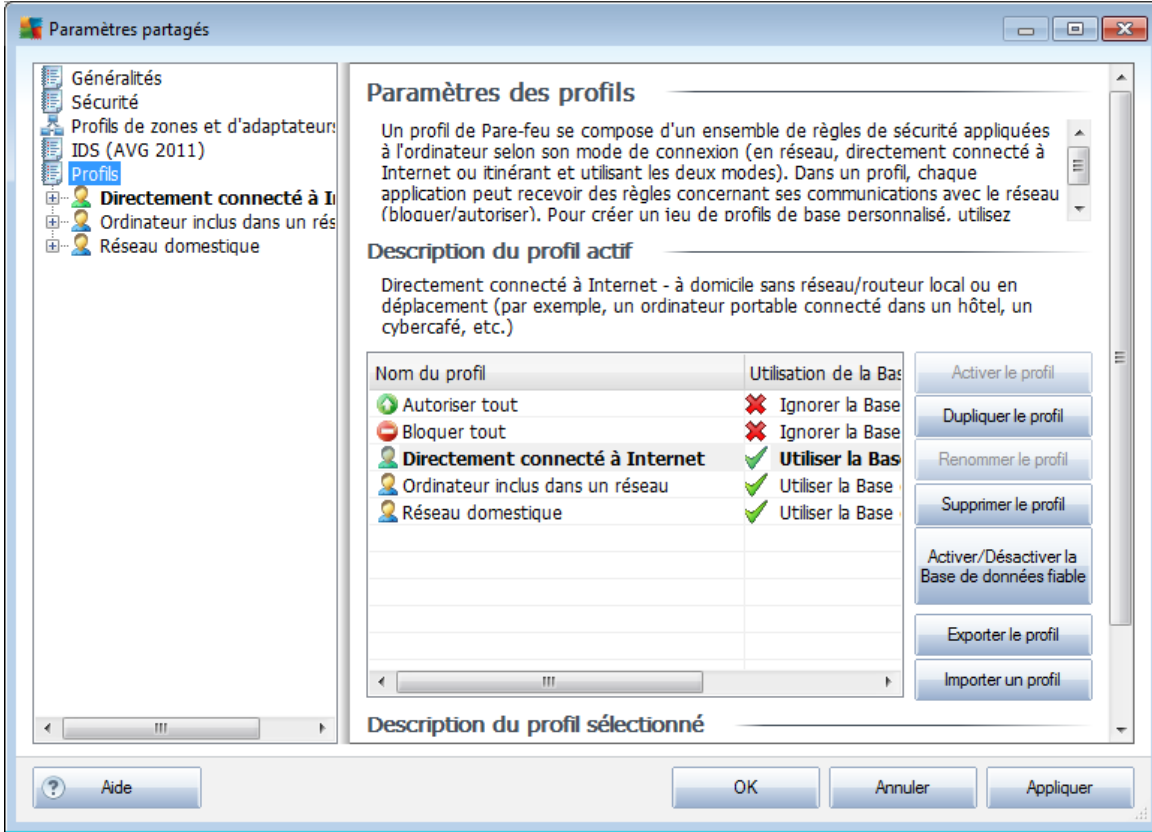 Paramètres partagés
Généralités
Sécurité
Profils de zones et d'adaptateurs
IDS (AVG 2011)
Profils
Directement connecté à I
Ordinateur inclus dans un rés
Réseau domestique
Paramètres des profils
Un profil de Pare-feu se compose d'un ensemble de règles de sécurité appliquées
à l'ordinateur selon son mode de connexion (en réseau, directement connecté à
Internet ou itinérant et utilisant les deux modes). Dans un profil, chaque
application peut recevoir des règles concernant ses communications avec le réseau
(bloquer/autoriser). Pour créer un jeu de profils de base personnalisé, utilisez
Description du profil actif
Directement connecté à Internet - à domicile sans réseau/routeur local ou en
déplacement (par exemple, un ordinateur portable connecté dans un hôtel, un
cybercafé, etc.)
Nom du profil Utilisation de la Bas
Autoriser tout Ignorer la Base
Bloquer tout Ignorer la Base
Directement connecté à Internet Utiliser la Bas
Ordinateur inclus dans un réseau Utiliser la Base
Réseau domestique Utiliser la Base
Activer le profil
Dupliquer le profil
Renommer le profil
Supprimer le profil
Activer/Désactiver la
Base de données fiable
Exporter le profil
Importer un profil
Description du profil sélectionné
Aide
OK
Annuler
Appliquer